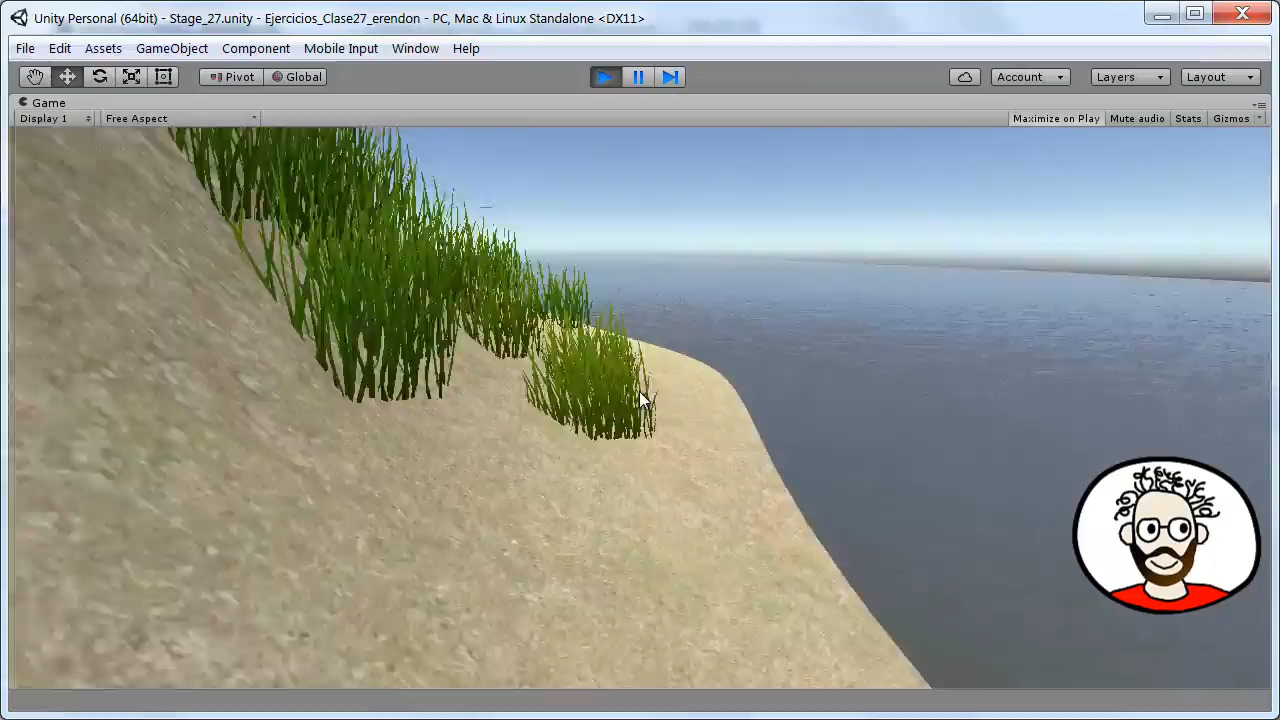 Unity Personal (64bit) - Stage_27.unity - Ejercicios_Clase27_erendon - PC, Mac & Linux Standalone <DX11>
File Edit Assets GameObject Component Mobile Input Window Help
Pivot Global Account Layers Layout
Game
Display 1 Free Aspect Maximize on Play Mute audio Stats Gizmos